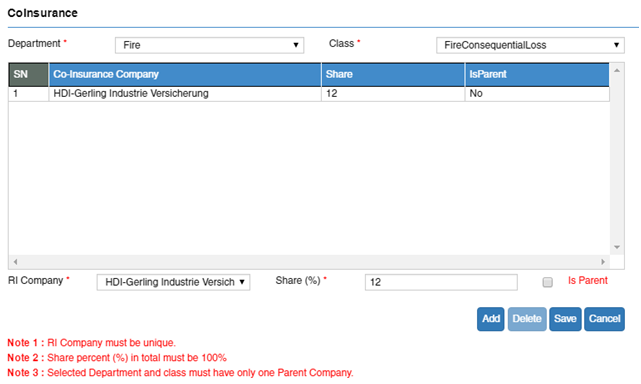 CoInsurance
Department * Fire Class * FireConsequentialLoss
SN Co-Insurance Company Share IsParent
1 HDI-Gerling Industrie Versicherung 12 No
RI Company * HDI-Gerling Industrie Versich Share (%) * 12 Is Parent
Add Delete Save Cancel
Note 1 : RI Company must be unique.
Note 2 : Share percent (%) in total must be 100%
Note 3 : Selected Department and class must have only one Parent Company.